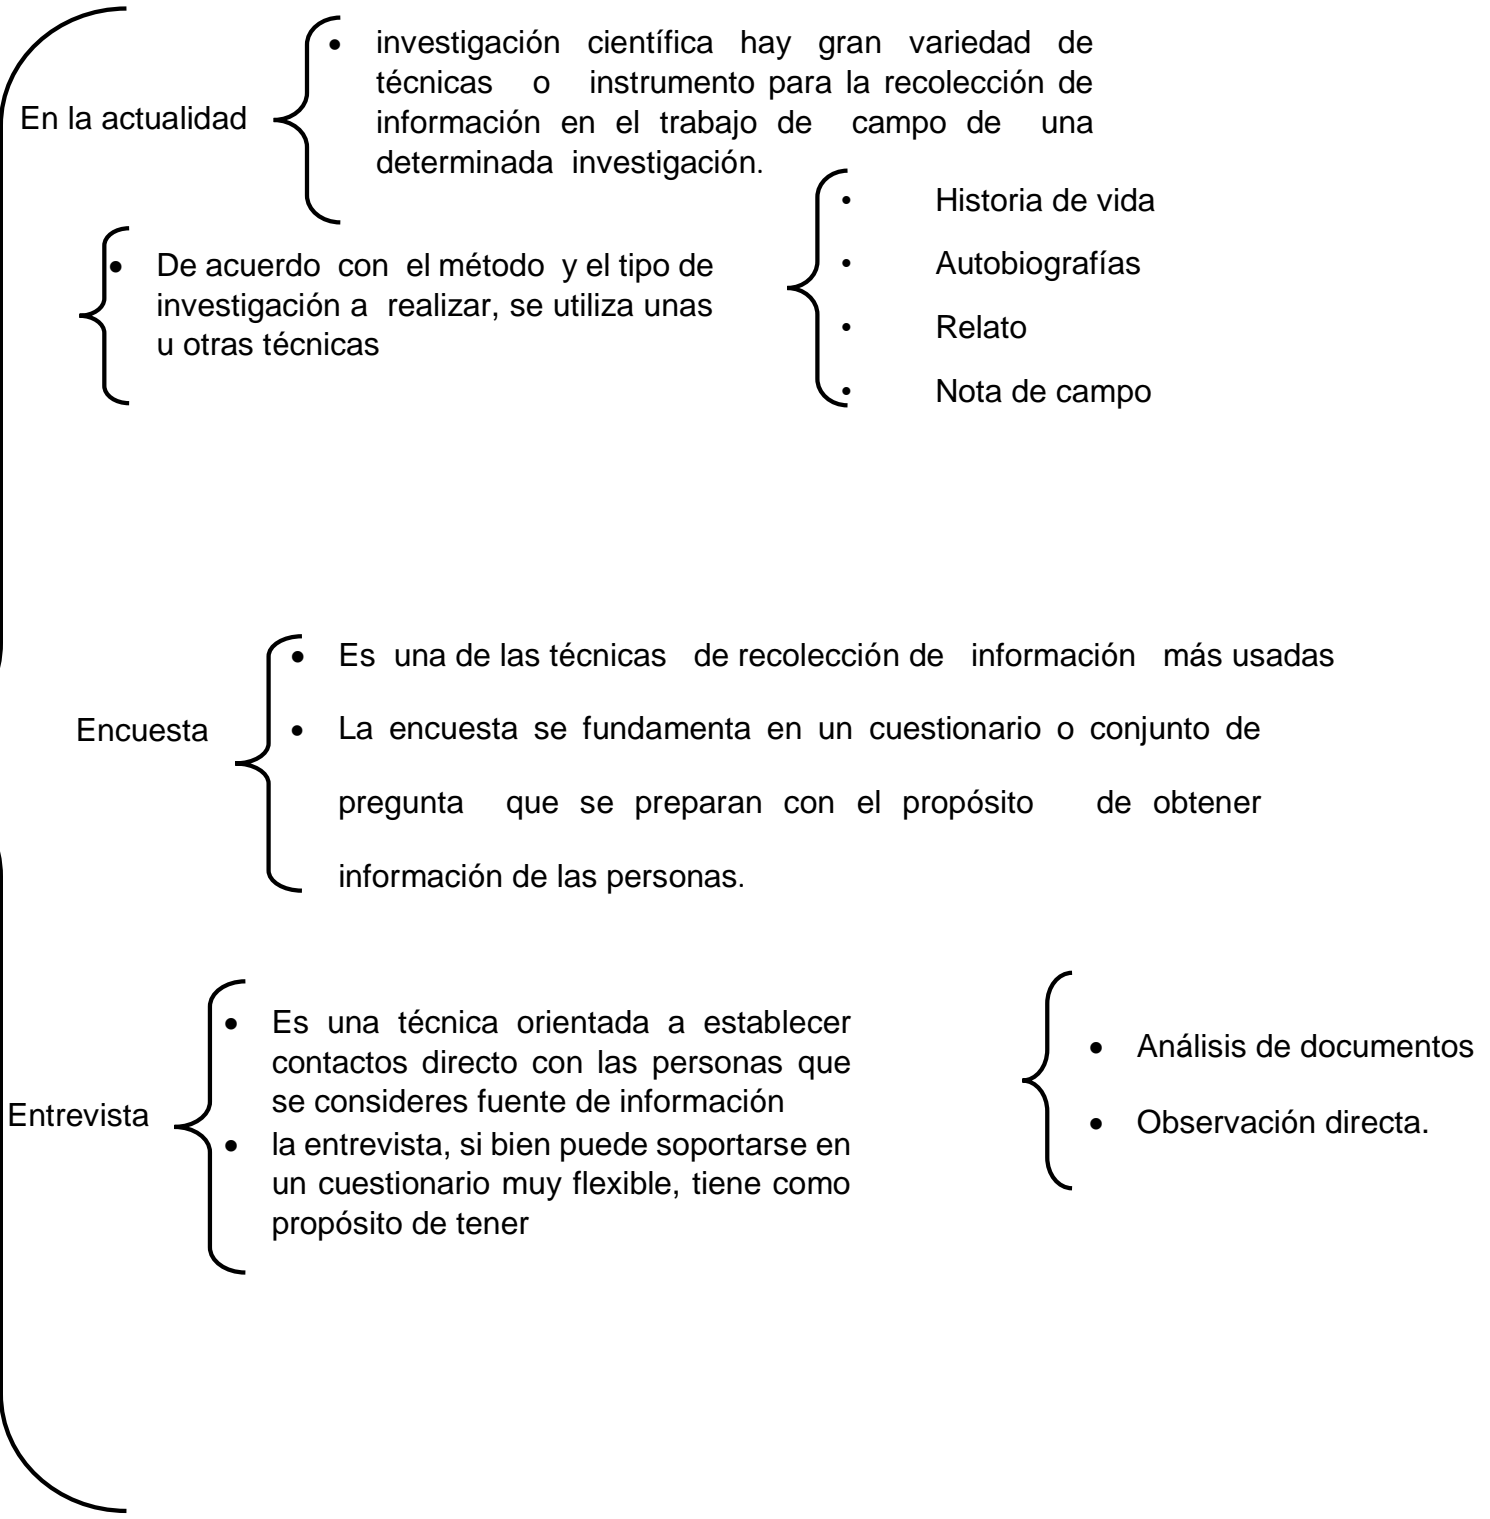 En la actualidad
• investigación científica hay gran variedad de
técnicas o instrumento para la recolección de
información en el trabajo de campo de una
determinada investigación.
• De acuerdo con el método y el tipo de
investigación a realizar, se utiliza unas
u otras técnicas
• Historia de vida
• Autobiografías
• Relato
• Nota de campo
Encuesta
• Es una de las técnicas de recolección de información más usadas
• La encuesta se fundamenta en un cuestionario o conjunto de
pregunta que se preparan con el propósito de obtener
información de las personas.
Entrevista
• Es una técnica orientada a establecer
contactos directo con las personas que
se consideres fuente de información
• la entrevista, si bien puede soportarse en
un cuestionario muy flexible, tiene como
propósito de tener
• Análisis de documentos
• Observación directa.